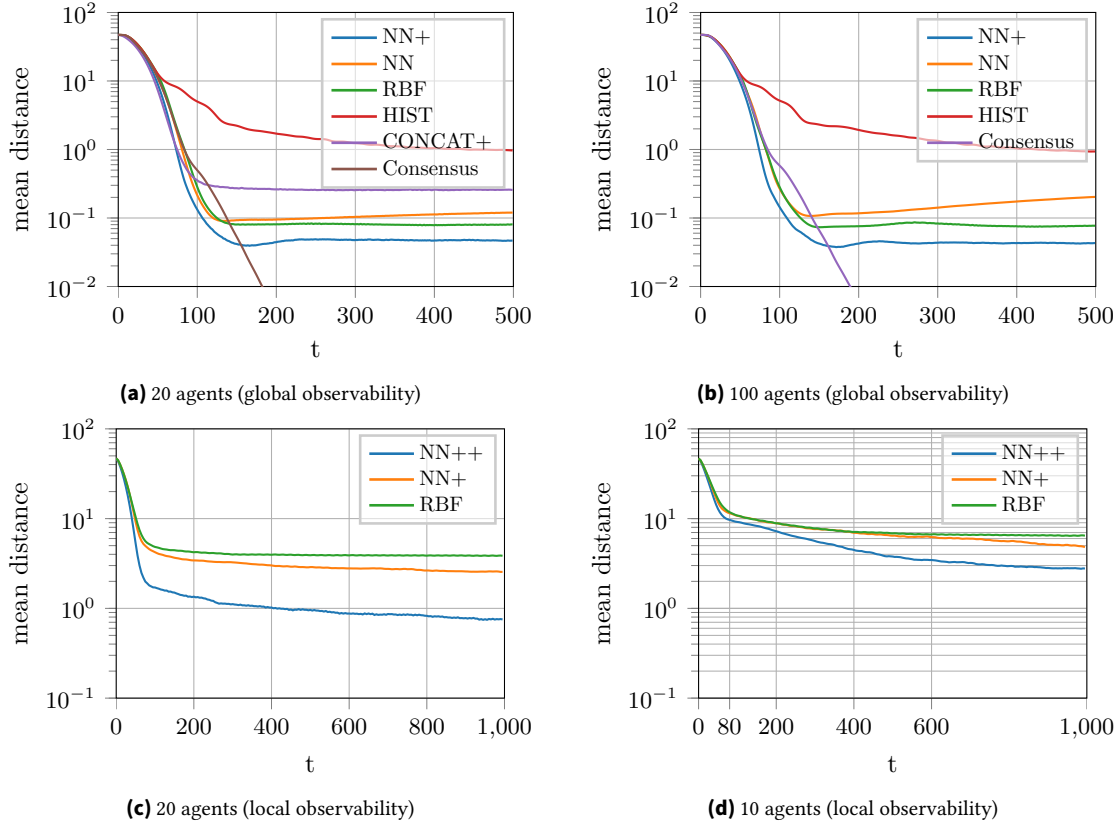 10^2
10^1
10^0
10^−1
10^−2
mean distance
NN+
NN
RBF
HIST
CONCAT+
Consensus
0 100 200 300 400 500
t
(a) 20 agents (global observability)
10^2
10^1
10^0
10^−1
10^−2
mean distance
NN+
NN
RBF
HIST
Consensus
0 100 200 300 400 500
t
(b) 100 agents (global observability)
10^2
10^1
10^0
10^−1
mean distance
NN++
NN+
RBF
0 200 400 600 800 1,000
t
(c) 20 agents (local observability)
10^2
10^1
10^0
10^−1
mean distance
NN++
NN+
RBF
0 80 200 400 600 1,000
t
(d) 10 agents (local observability)